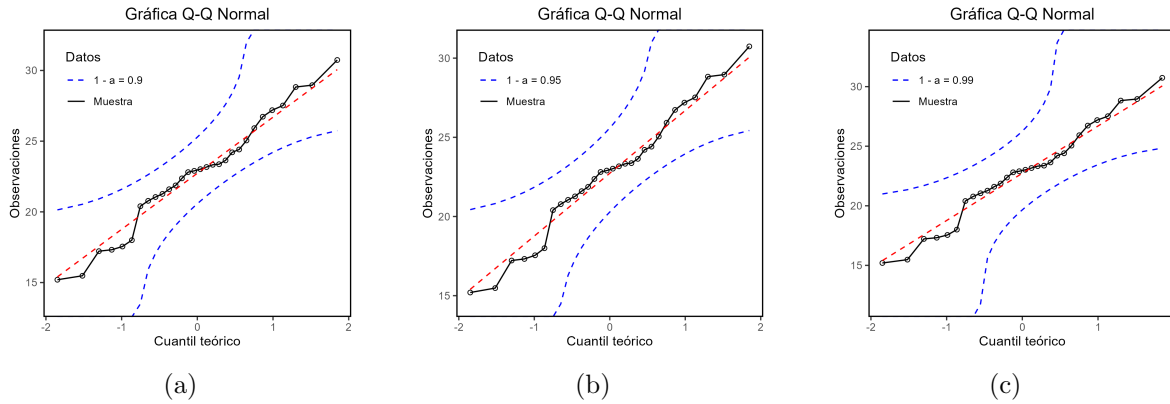 Gráfica Q-Q Normal
Datos
1 - a = 0.9
Muestra
30
25
20
15
Observaciones
-2
-1
0
1
2
Cuantil teórico
(a)
Gráfica Q-Q Normal
Datos
1 - a = 0.95
Muestra
30
25
20
15
Observaciones
-2
-1
0
1
2
Cuantil teórico
(b)
Gráfica Q-Q Normal
Datos
1 - a = 0.99
Muestra
30
25
20
15
Observaciones
-2
-1
0
1
Cuantil teórico
(c)